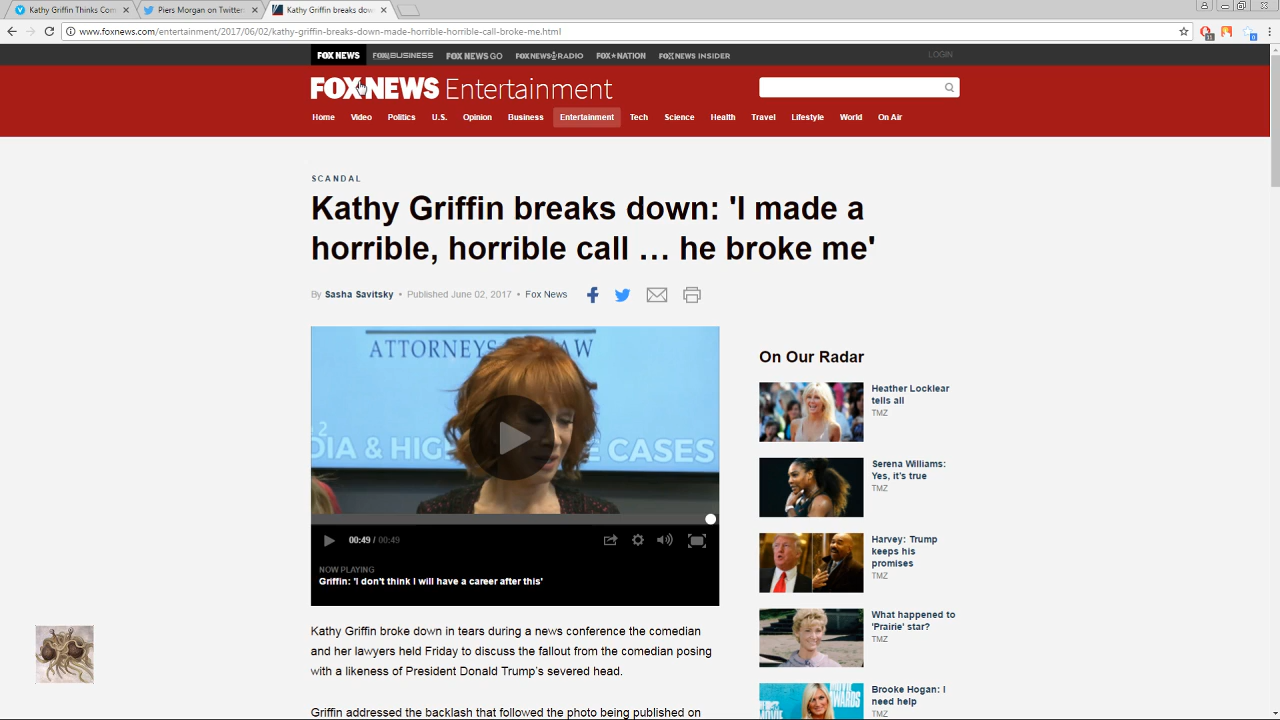 Kathy Griffin Thinks Com
Piers Morgan on Twitter:
Kathy Griffin breaks dow
www.foxnews.com/entertainment/2017/06/02/kathy-griffin-breaks-down-made-horrible-horrible-call-broke-me.html
FOX NEWS FOX BUSINESS FOX NEWS GO FOX NEWS RADIO FOX NATION FOX NEWS INSIDER LOGIN
FOX NEWS Entertainment
Home Video Politics U.S. Opinion Business Entertainment Tech Science Health Travel Lifestyle World On Air
SCANDAL
Kathy Griffin breaks down: 'I made a
horrible, horrible call … he broke me'
By Sasha Savitsky • Published June 02, 2017 • Fox News
ATTORNEYS
W
DIA & HIG
E CASES
00:49 / 00:49
NOW PLAYING
Griffin: 'I don't think I will have a career after this'
Kathy Griffin broke down in tears during a news conference the comedian
and her lawyers held Friday to discuss the fallout from the comedian posing
with a likeness of President Donald Trump's severed head.
Griffin addressed the backlash that followed the photo being published on
On Our Radar
Heather Locklear
tells all
TMZ
Serena Williams:
Yes, it's true
TMZ
Harvey: Trump
keeps his
promises
TMZ
What happened to
'Prairie' star?
TMZ
Brooke Hogan: I
need help
TMZ